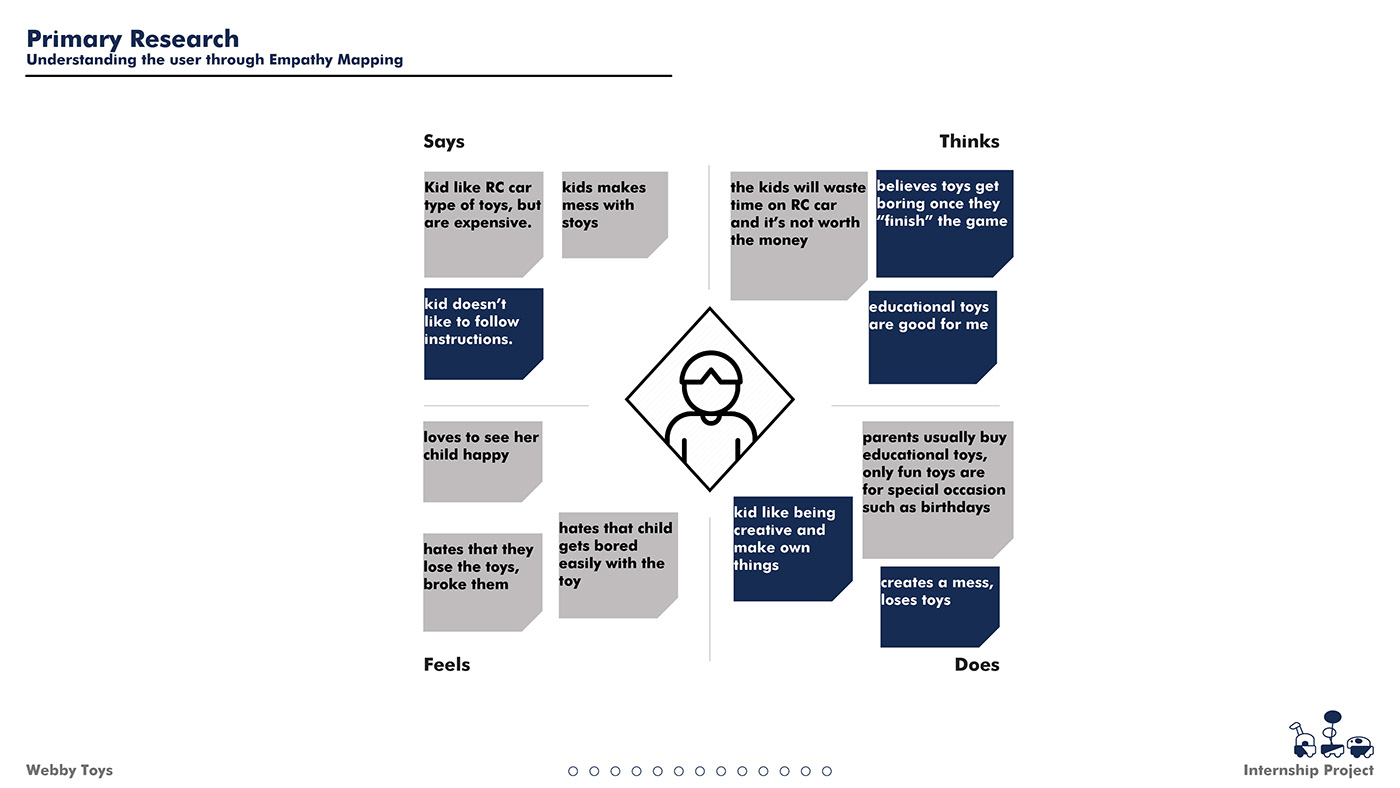 Primary Research
Understanding the user through Empathy Mapping
Says
Thinks
Kid like RC car
type of toys, but
are expensive.
kids makes
mess with
stoys
the kids will waste
time on RC car
and it's not worth
the money
believes toys get
boring once they
“finish” the game
kid doesn't
like to follow
instructions.
educational toys
are good for me
loves to see her
child happy
parents usually buy
educational toys,
only fun toys are
for special occasion
such as birthdays
hates that they
lose the toys,
broke them
hates that child
gets bored
easily with the
toy
kid like being
creative and
make own
things
creates a mess,
loses toys
Feels
Does
Webby Toys
Internship Project